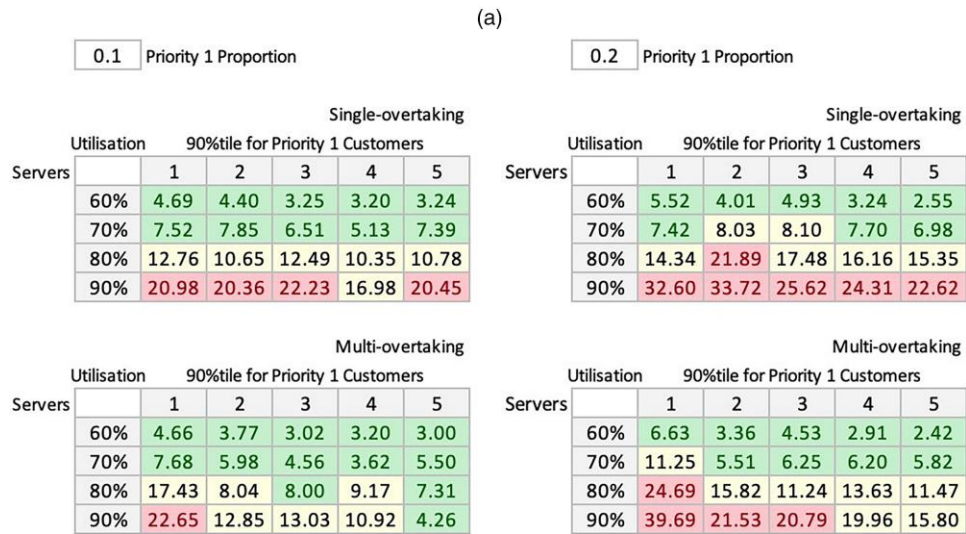 (a)
0.1 Priority 1 Proportion 0.2 Priority 1 Proportion
Single-overtaking Single-overtaking
Utilisation 90%tile for Priority 1 Customers Utilisation 90%tile for Priority 1 Customers
Servers 1 2 3 4 5 Servers 1 2 3 4 5
60% 4.69 4.40 3.25 3.20 3.24 60% 5.52 4.01 4.93 3.24 2.55
70% 7.52 7.85 6.51 5.13 7.39 70% 7.42 8.03 8.10 7.70 6.98
80% 12.76 10.65 12.49 10.35 10.78 80% 14.34 21.89 17.48 16.16 15.35
90% 20.98 20.36 22.23 16.98 20.45 90% 32.60 33.72 25.62 24.31 22.62
Multi-overtaking Multi-overtaking
Utilisation 90%tile for Priority 1 Customers Utilisation 90%tile for Priority 1 Customers
Servers 1 2 3 4 5 Servers 1 2 3 4 5
60% 4.66 3.77 3.02 3.20 3.00 60% 6.63 3.36 4.53 2.91 2.42
70% 7.68 5.98 4.56 3.62 5.50 70% 11.25 5.51 6.25 6.20 5.82
80% 17.43 8.04 8.00 9.17 7.31 80% 24.69 15.82 11.24 13.63 11.47
90% 22.65 12.85 13.03 10.92 4.26 90% 39.69 21.53 20.79 19.96 15.80